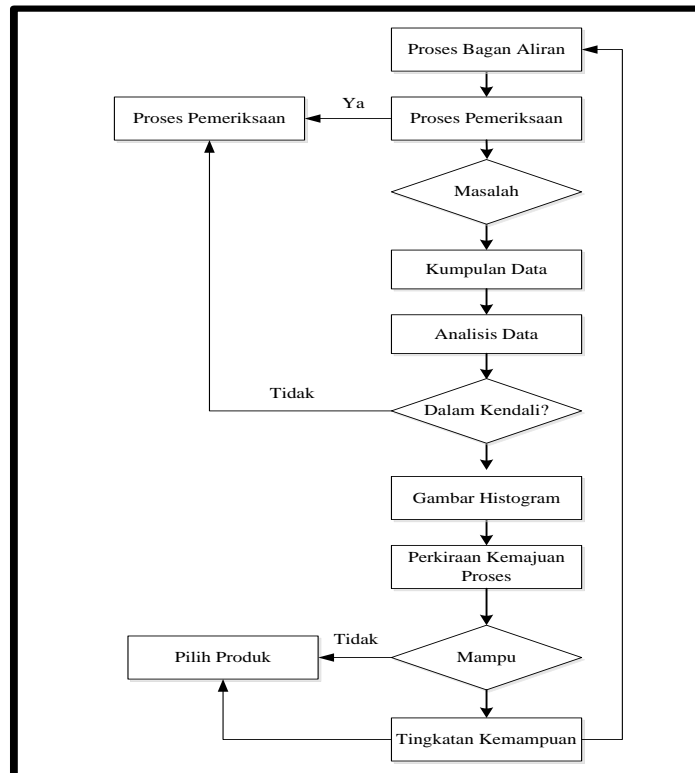 Proses Bagan Aliran
Ya
Proses Pemeriksaan
Proses Pemeriksaan
Masalah
Kumpulan Data
Analisis Data
Tidak
Dalam Kendali?
Gambar Histogram
Perkiraan Kemajuan
Proses
Tidak
Pilih Produk
Mampu
Tingkatan Kemampuan